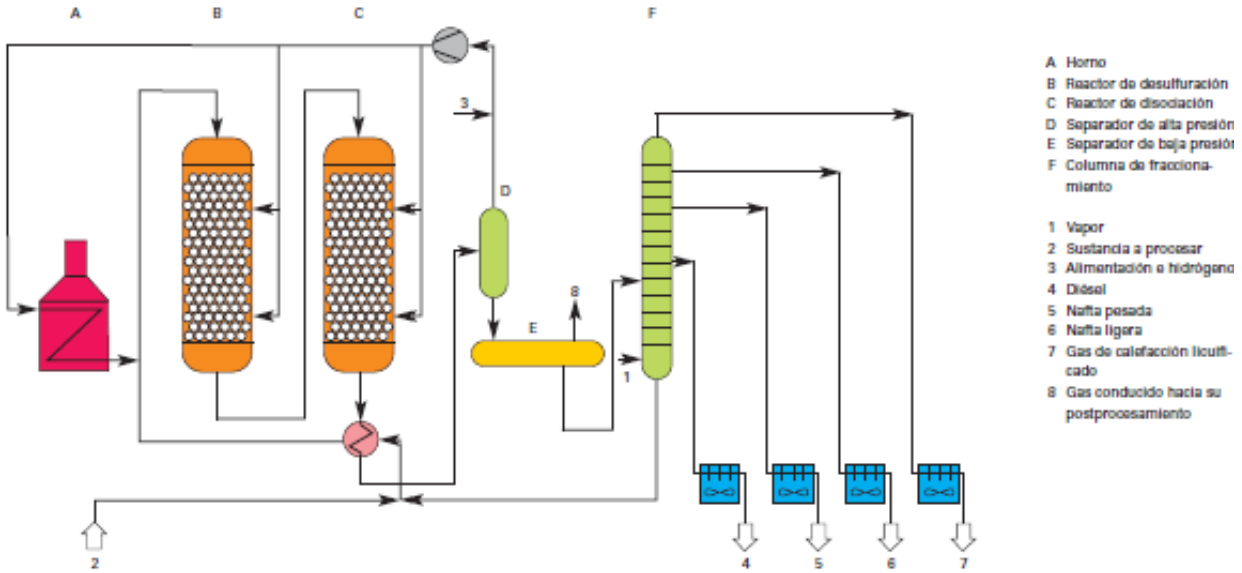 A B C F
3
D
8
E
1
2 4 5 6 7
A Horno
B Reactor de desulfuración
C Reactor de disociación
D Separador de alta presión
E Separador de baja presión
F Columna de fracciona-
miento
1 Vapor
2 Sustancia a procesar
3 Alimentación e hidrógeno
4 Diésel
5 Nafta pesada
6 Nafta ligera
7 Gas de calefacción licuifi-
cado
8 Gas conducido hacia su
postprocesamiento